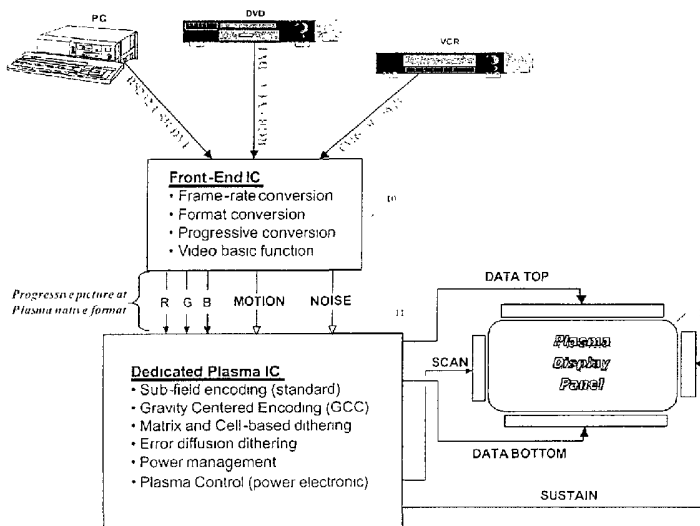 PC
DVD
VCR
Front-End IC
• Frame-rate conversion
• Format conversion
• Progressive conversion
• Video basic function
10
Progressive picture at
Plasma native format
R G B MOTION NOISE
11
DATA TOP
SCAN
Plasma
Display
Panel
Dedicated Plasma IC
• Sub-field encoding (standard)
• Gravity Centered Encoding (GCC)
• Matrix and Cell-based dithering
• Error diffusion dithering
• Power management
• Plasma Control (power electronic)
DATA BOTTOM
SUSTAIN